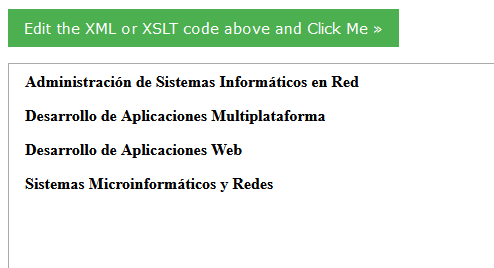 Edit the XML or XSLT code above and Click Me »
Administración de Sistemas Informáticos en Red
Desarrollo de Aplicaciones Multiplataforma
Desarrollo de Aplicaciones Web
Sistemas Microinformáticos y Redes